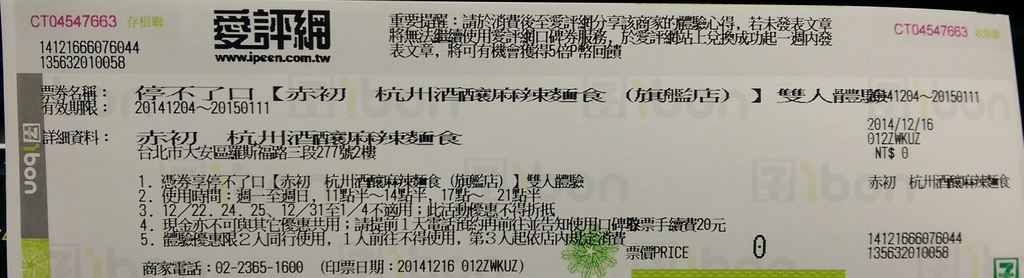 CT04547663 存根聯
14121666076044
135632010058
愛評網
www.ipeen.com.tw
重要提醒：請於消費後至愛評網分享該商家的體驗心得，若未發表文章
將無法繼續使用愛評網口碑券服務，於愛評網站上兌換成功起一週內發
表文章，將可有機會獲得5倍P幣回饋
CT04547663 收執聯
票券名稱： 停不了口【赤初 杭州酒釀麻辣麵食（旗艦店）】雙人體驗
有效期限： 20141204～20150111
20141204～20150111
詳細資料： 赤初 杭州酒釀麻辣麵食
台北市大安區羅斯福路三段277號2樓
2014/12/16
012ZWKUZ
NT$ 0
ibon
1. 憑券享停不了口【赤初 杭州酒釀麻辣麵食（旗艦店）】雙人體驗
2. 使用時間：週一至週日，11點半～14點半，17點～ 21點半
3. 12/22、24、25、12/31至1/4不適用；此活動優惠不得折抵
4. 現金亦不可與其它優惠共用；請提前1天電話預約再前往並告知使用口碑
取票手續費20元
5. 體驗優惠限2人同行使用，1人前往不得使用，第3人起依店內規定消費
票價PRICE 0
赤初 杭州酒釀麻辣麵食
14121666076044
135632010058
商家電話：02-2365-1600 (印票日期：20141216 012ZWKUZ)